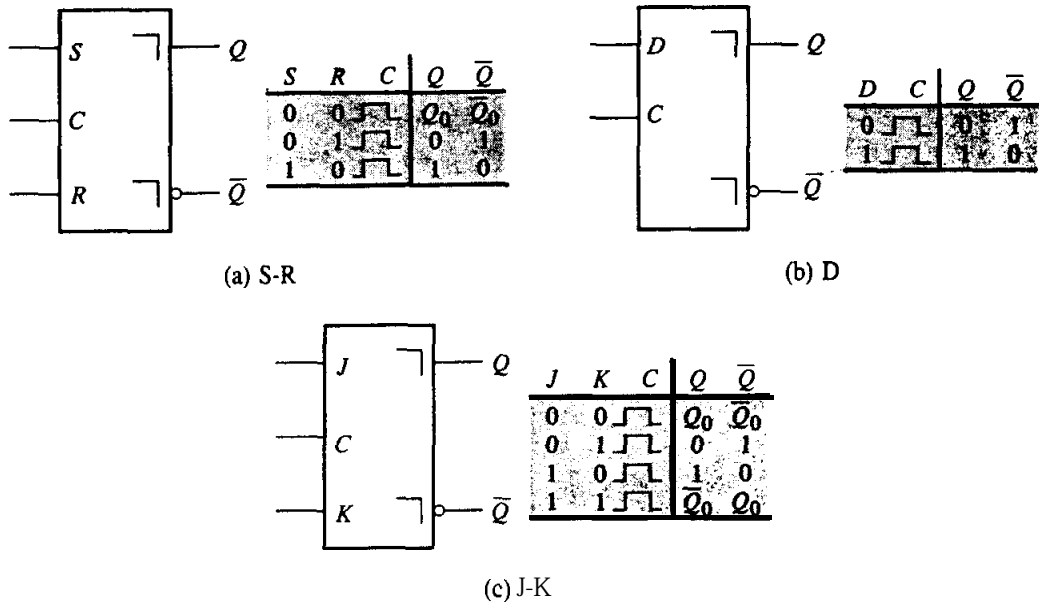 S Q
C
R Q̅
S R C Q Q̅
0 0 Q₀ Q̅₀
0 1 0 1
1 0 1 0
(a) S-R
D Q
C
Q̅
D C Q Q̅
0 0 1
1 1 0
(b) D
J Q
C
K Q̅
J K C Q Q̅
0 0 Q₀ Q̅₀
0 1 0 1
1 0 1 0
1 1 Q̅₀ Q₀
(c) J-K